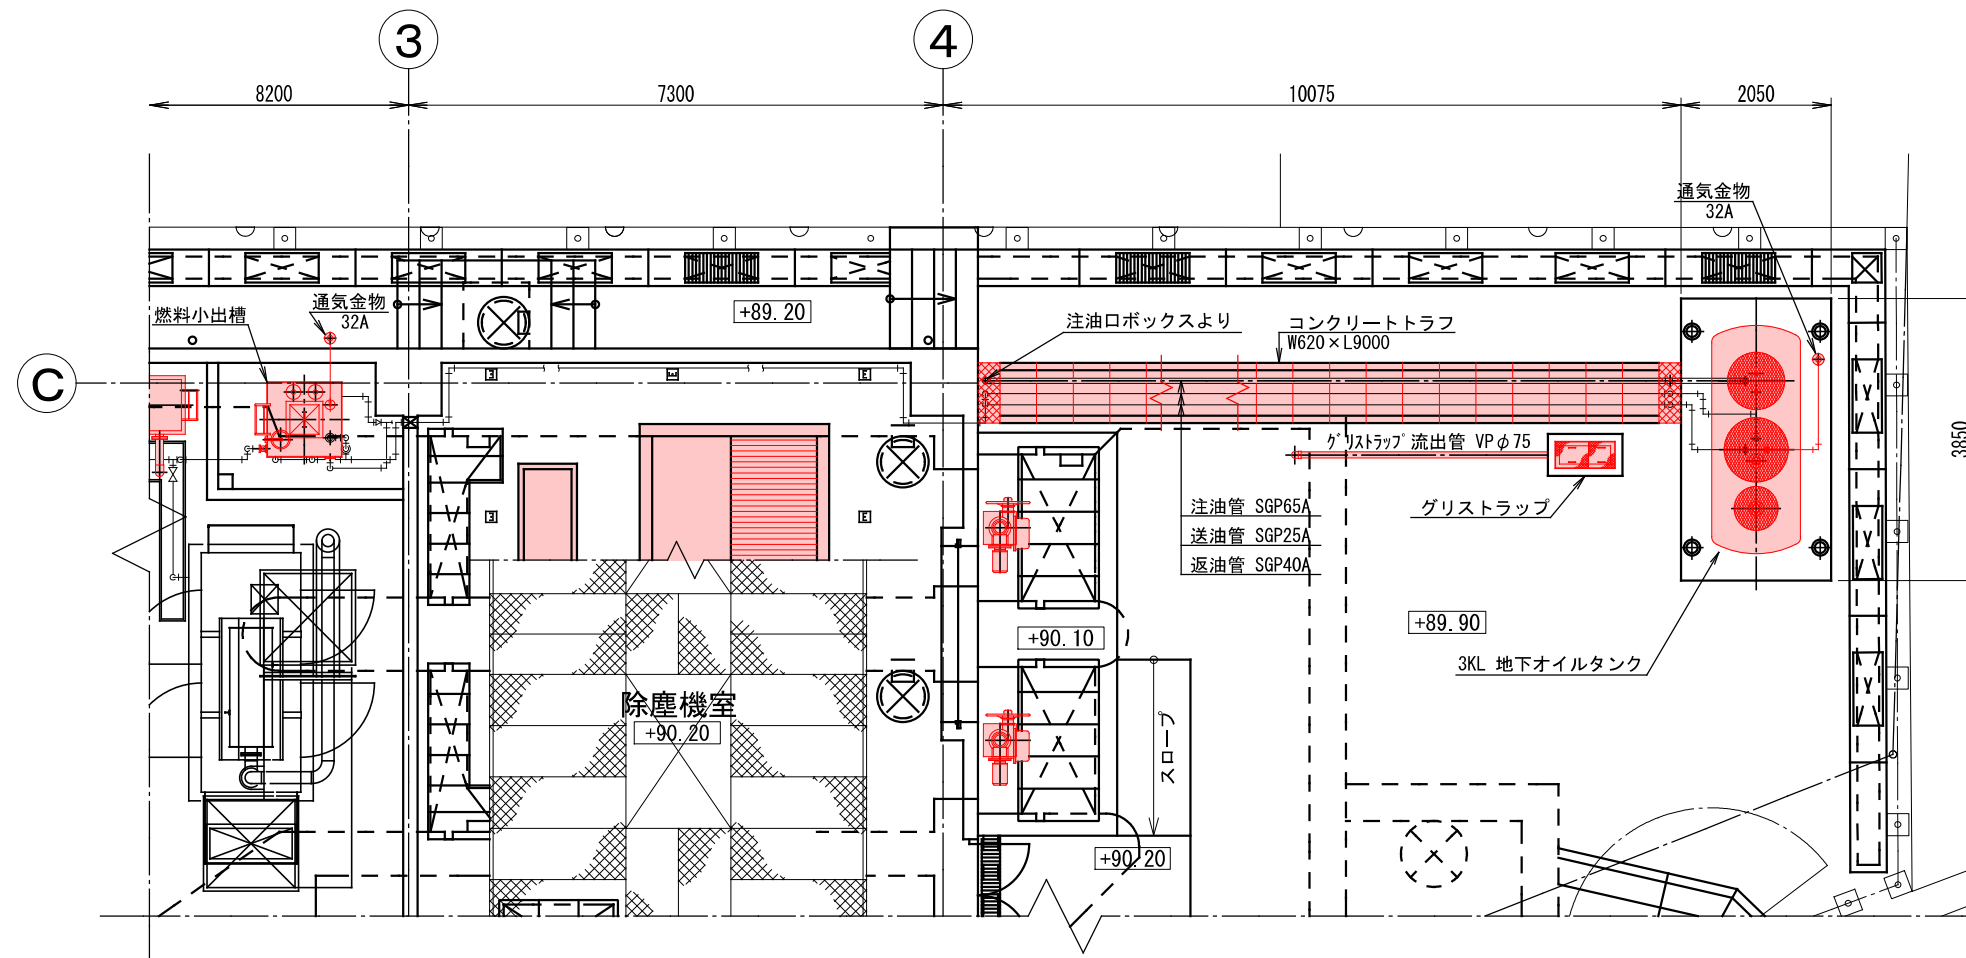 3
4
8200
7300
10075
2050
通気金物
32A
燃料小出槽
通気金物
32A
+89.20
注油口ボックスより
コンクリートトラフ
W620×L9000
C
3850
グリストラップ 流出管 VPφ75
注油管 SGP65A
送油管 SGP25A
返油管 SGP40A
グリストラップ
+89.90
+90.10
3KL 地下オイルタンク
除塵機室
+90.20
スロープ
+90.20